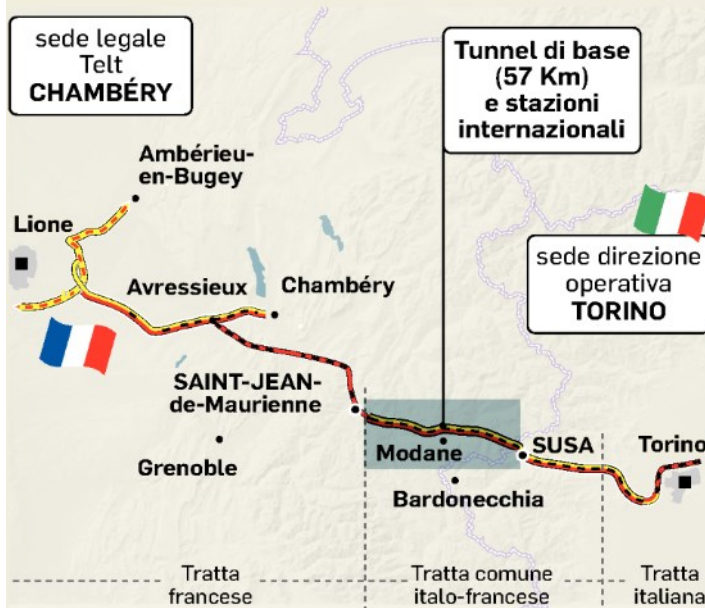 sede legale
Telt
CHAMBÉRY
Tunnel di base
(57 Km)
e stazioni
internazionali
Ambérieu-
en-Bugey
Lione
sede direzione
operativa
TORINO
Avressieux
Chambéry
SAINT-JEAN-
de-Maurienne
Grenoble
Modane
SUSA
Torino
Bardonecchia
Tratta
francese
Tratta comune
italo-francese
Tratta
italiana